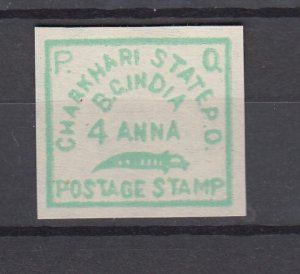 P. Q.
CHARKHARI STATE P.O.
B.C.INDIA
4 ANNA
POSTAGE STAMP